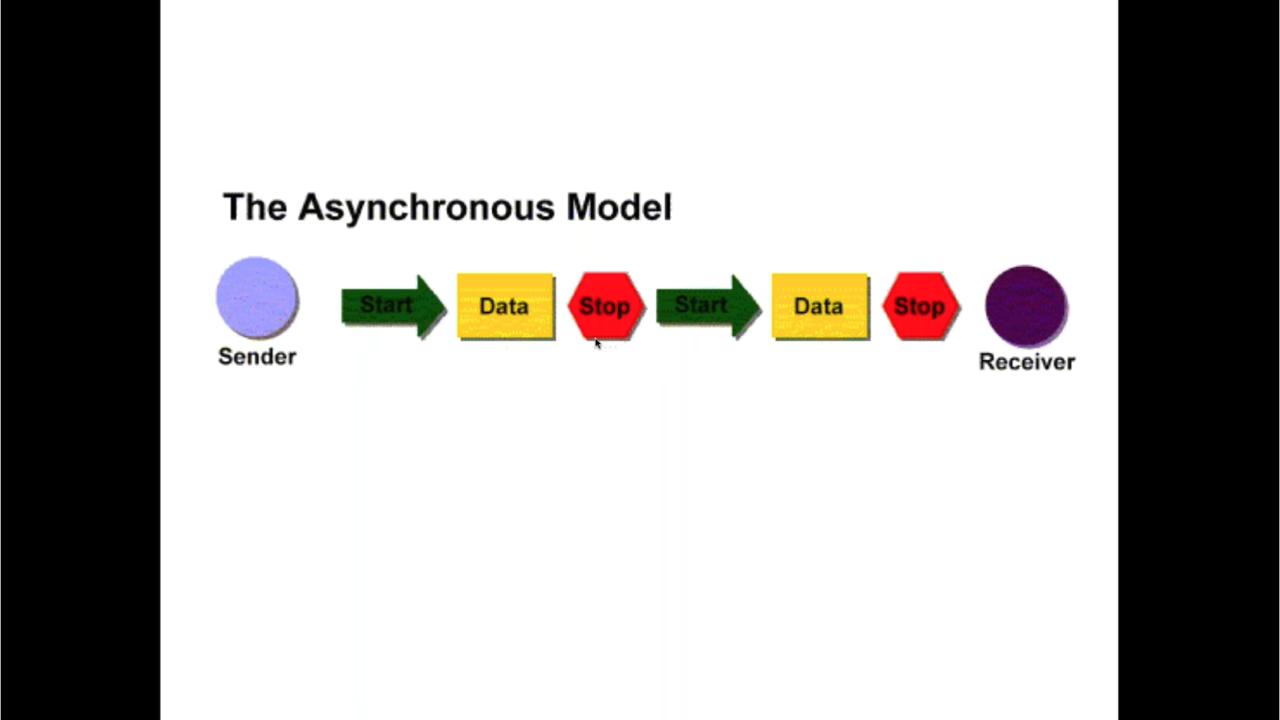 The Asynchronous Model
Start Data Stop Start Data Stop
Sender
Receiver